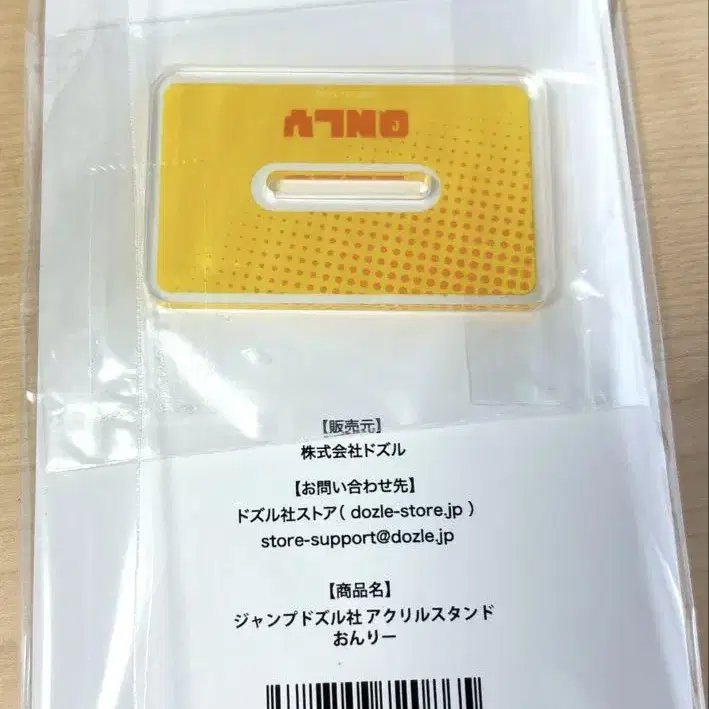 ONLY
【販売元】
株式会社ドズル
【お問い合わせ先】
ドズル社ストア( dozle-store.jp )
store-support@dozle.jp
【商品名】
ジャンプドズル社 アクリルスタンド
おんりー